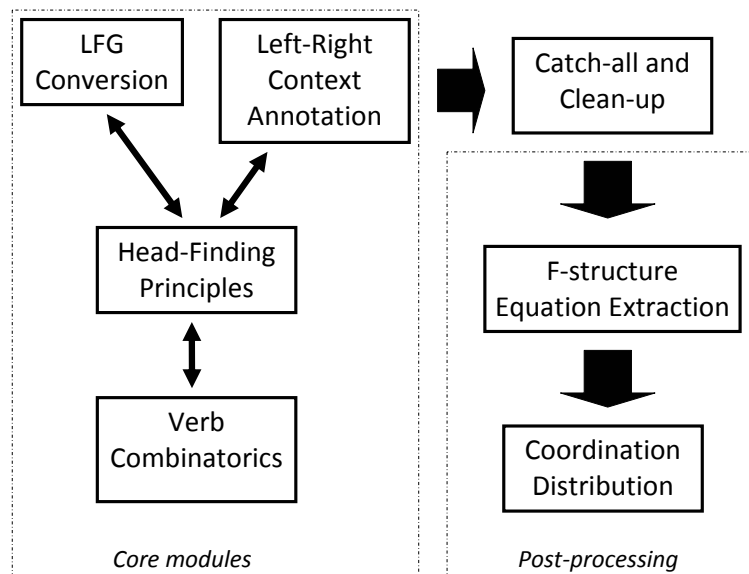 LFG
Conversion
Left-Right
Context
Annotation
Catch-all and
Clean-up
Head-Finding
Principles
F-structure
Equation Extraction
Verb
Combinatorics
Coordination
Distribution
Core modules
Post-processing